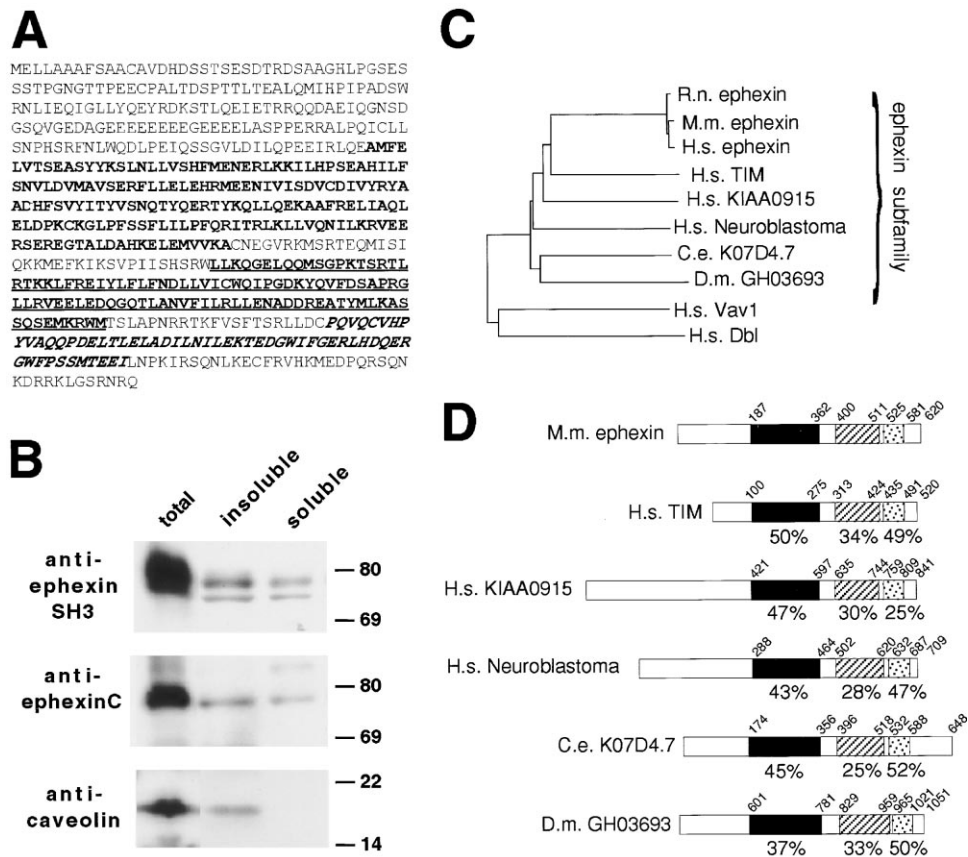 A
MELLAAAFSAACAVDHDSSTSESDTRDSAAGHLPGSES
SSTPGNGTTPEECPALTDSPTTLTEALQMIHPIPADSW
RNLIEQIGLLYQEYRDKSTLQEIETRRQQDAEIQGNSD
GSQVGEDAGEEEEEEEEGEEEELASPPERRALPQICLL
SNPHSRFNLWQDLPEIQSSGVLDILQPEEIRLQEAMFE
LVTSEASYYKSLNLLVSHFMENERLKKILHPSEAHILF
SNVLDVMAVSERFLLELEHRMEENIVISDVCDIVYRYA
ADHFSVYITYVSNQTYQERTYKQLLQEKAAFRELIAQL
ELDPKCKGLPFSSFLILPFQRITRLKLLVQNILKRVEE
RSEREGTALDAHKELEMVVKACNEGVRKMSRTEQMISI
QKKMEFKIKSVPIISHSRWLLKQGELQQMSGPKTSRTL
RTKKLFREIYLFLFNDLLVICWQIPGDKYQVFDSAPRG
LLRVEELEDQGQTLANVFILRLLENADDREATYMLKAS
SQSEMKRWMTSLAPNRRTKFVSFTSRLLDCPQVQCVHP
YVAQQPDELTLELADILNILEKTEDGWIFGERLHDQER
GWFPSSMTEEILNPKIRSQNLKECFRVHKMEDPQRSQN
KDRRKLGSRNRQ
B
total insoluble soluble
anti-
ephexin
SH3
80
69
anti-
ephexinC
80
69
anti-
caveolin
22
14
C
R.n. ephexin
M.m. ephexin
H.s. ephexin
H.s. TIM
H.s. KIAA0915
H.s. Neuroblastoma
C.e. K07D4.7
D.m. GH03693
H.s. Vav1
H.s. Dbl
ephexin subfamily
D
187 362 400 511 525 581 620
M.m. ephexin
100 275 313 424 435 491 520
H.s. TIM
50% 34% 49%
421 597 635 744 759 809 841
H.s. KIAA0915
47% 30% 25%
288 464 502 620 632 687 709
H.s. Neuroblastoma
43% 28% 47%
174 356 396 518 532 588 648
C.e. K07D4.7
45% 25% 52%
601 781 829 959 965 1021 1051
D.m. GH03693
37% 33% 50%